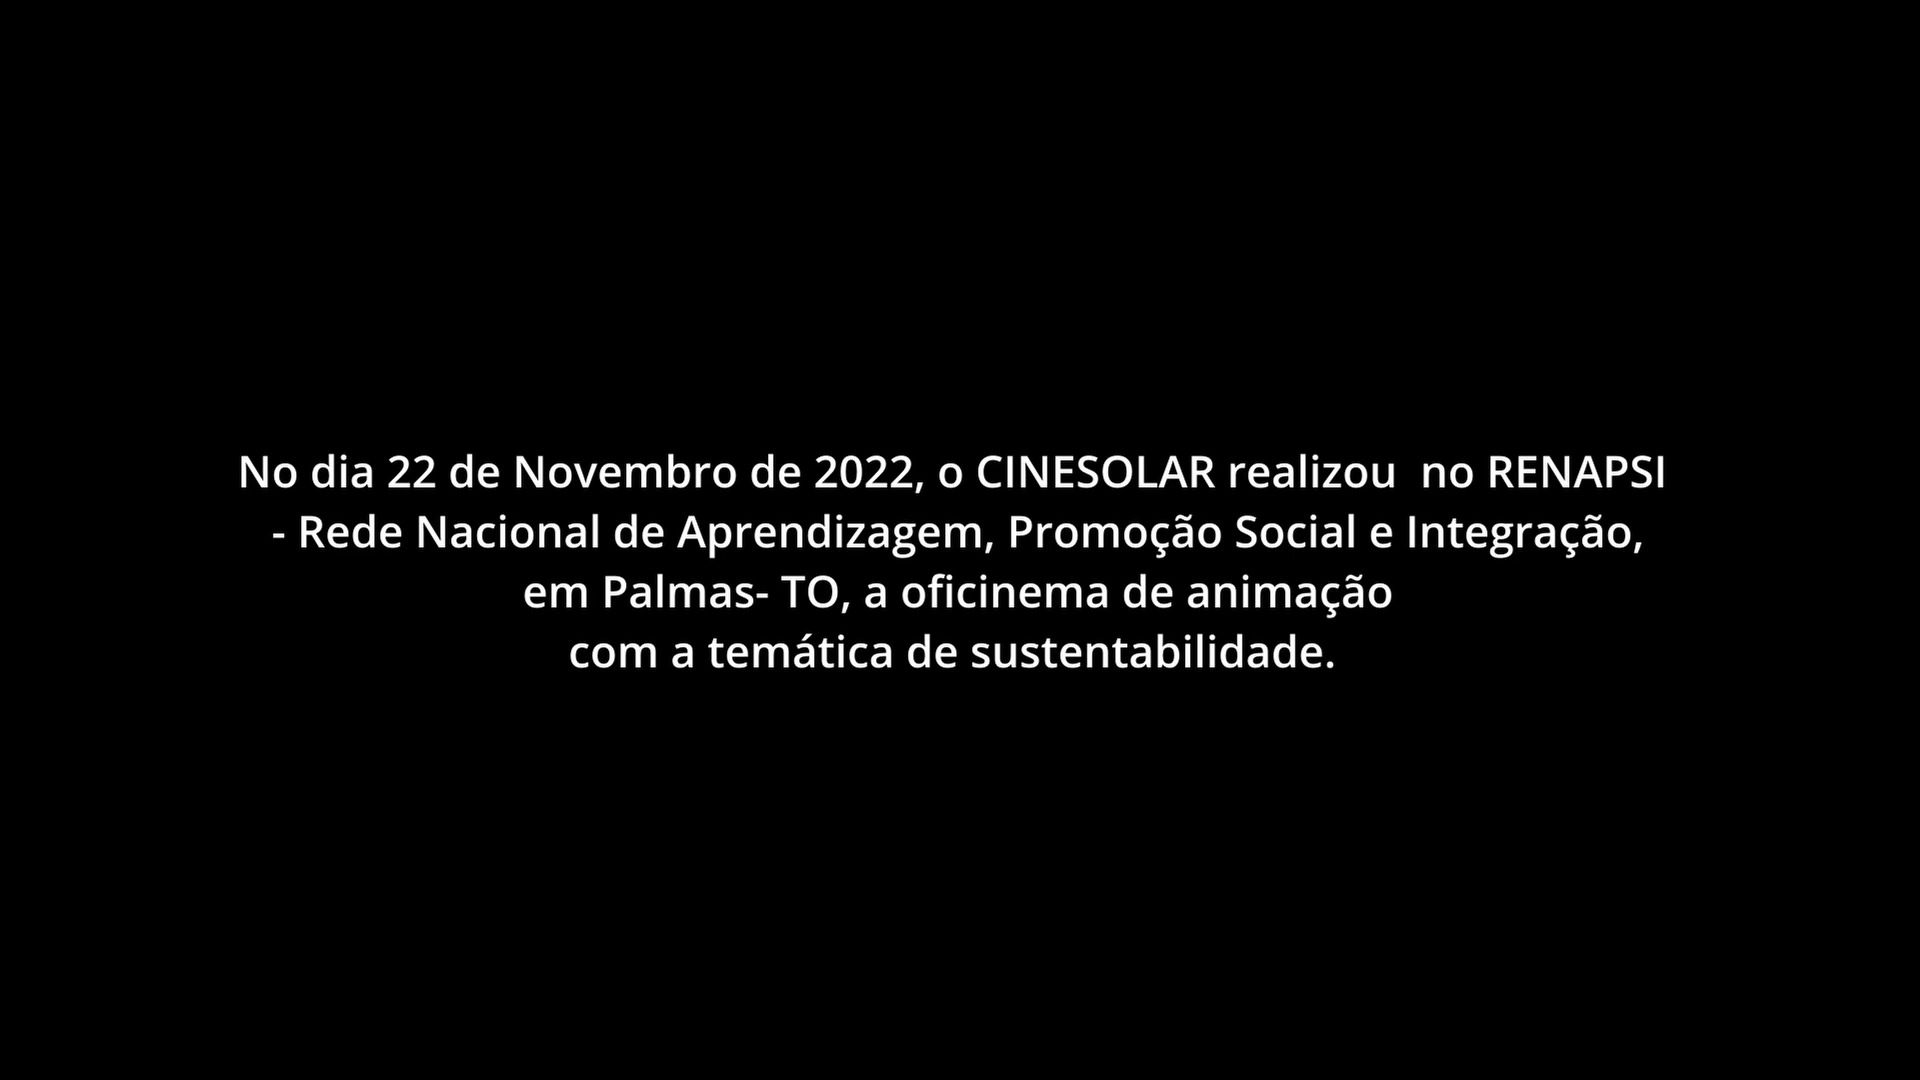 No dia 22 de Novembro de 2022, o CINESOLAR realizou  no RENAPSI
- Rede Nacional de Aprendizagem, Promoção Social e Integração,
em Palmas- TO, a oficinema de animação
com a temática de sustentabilidade.